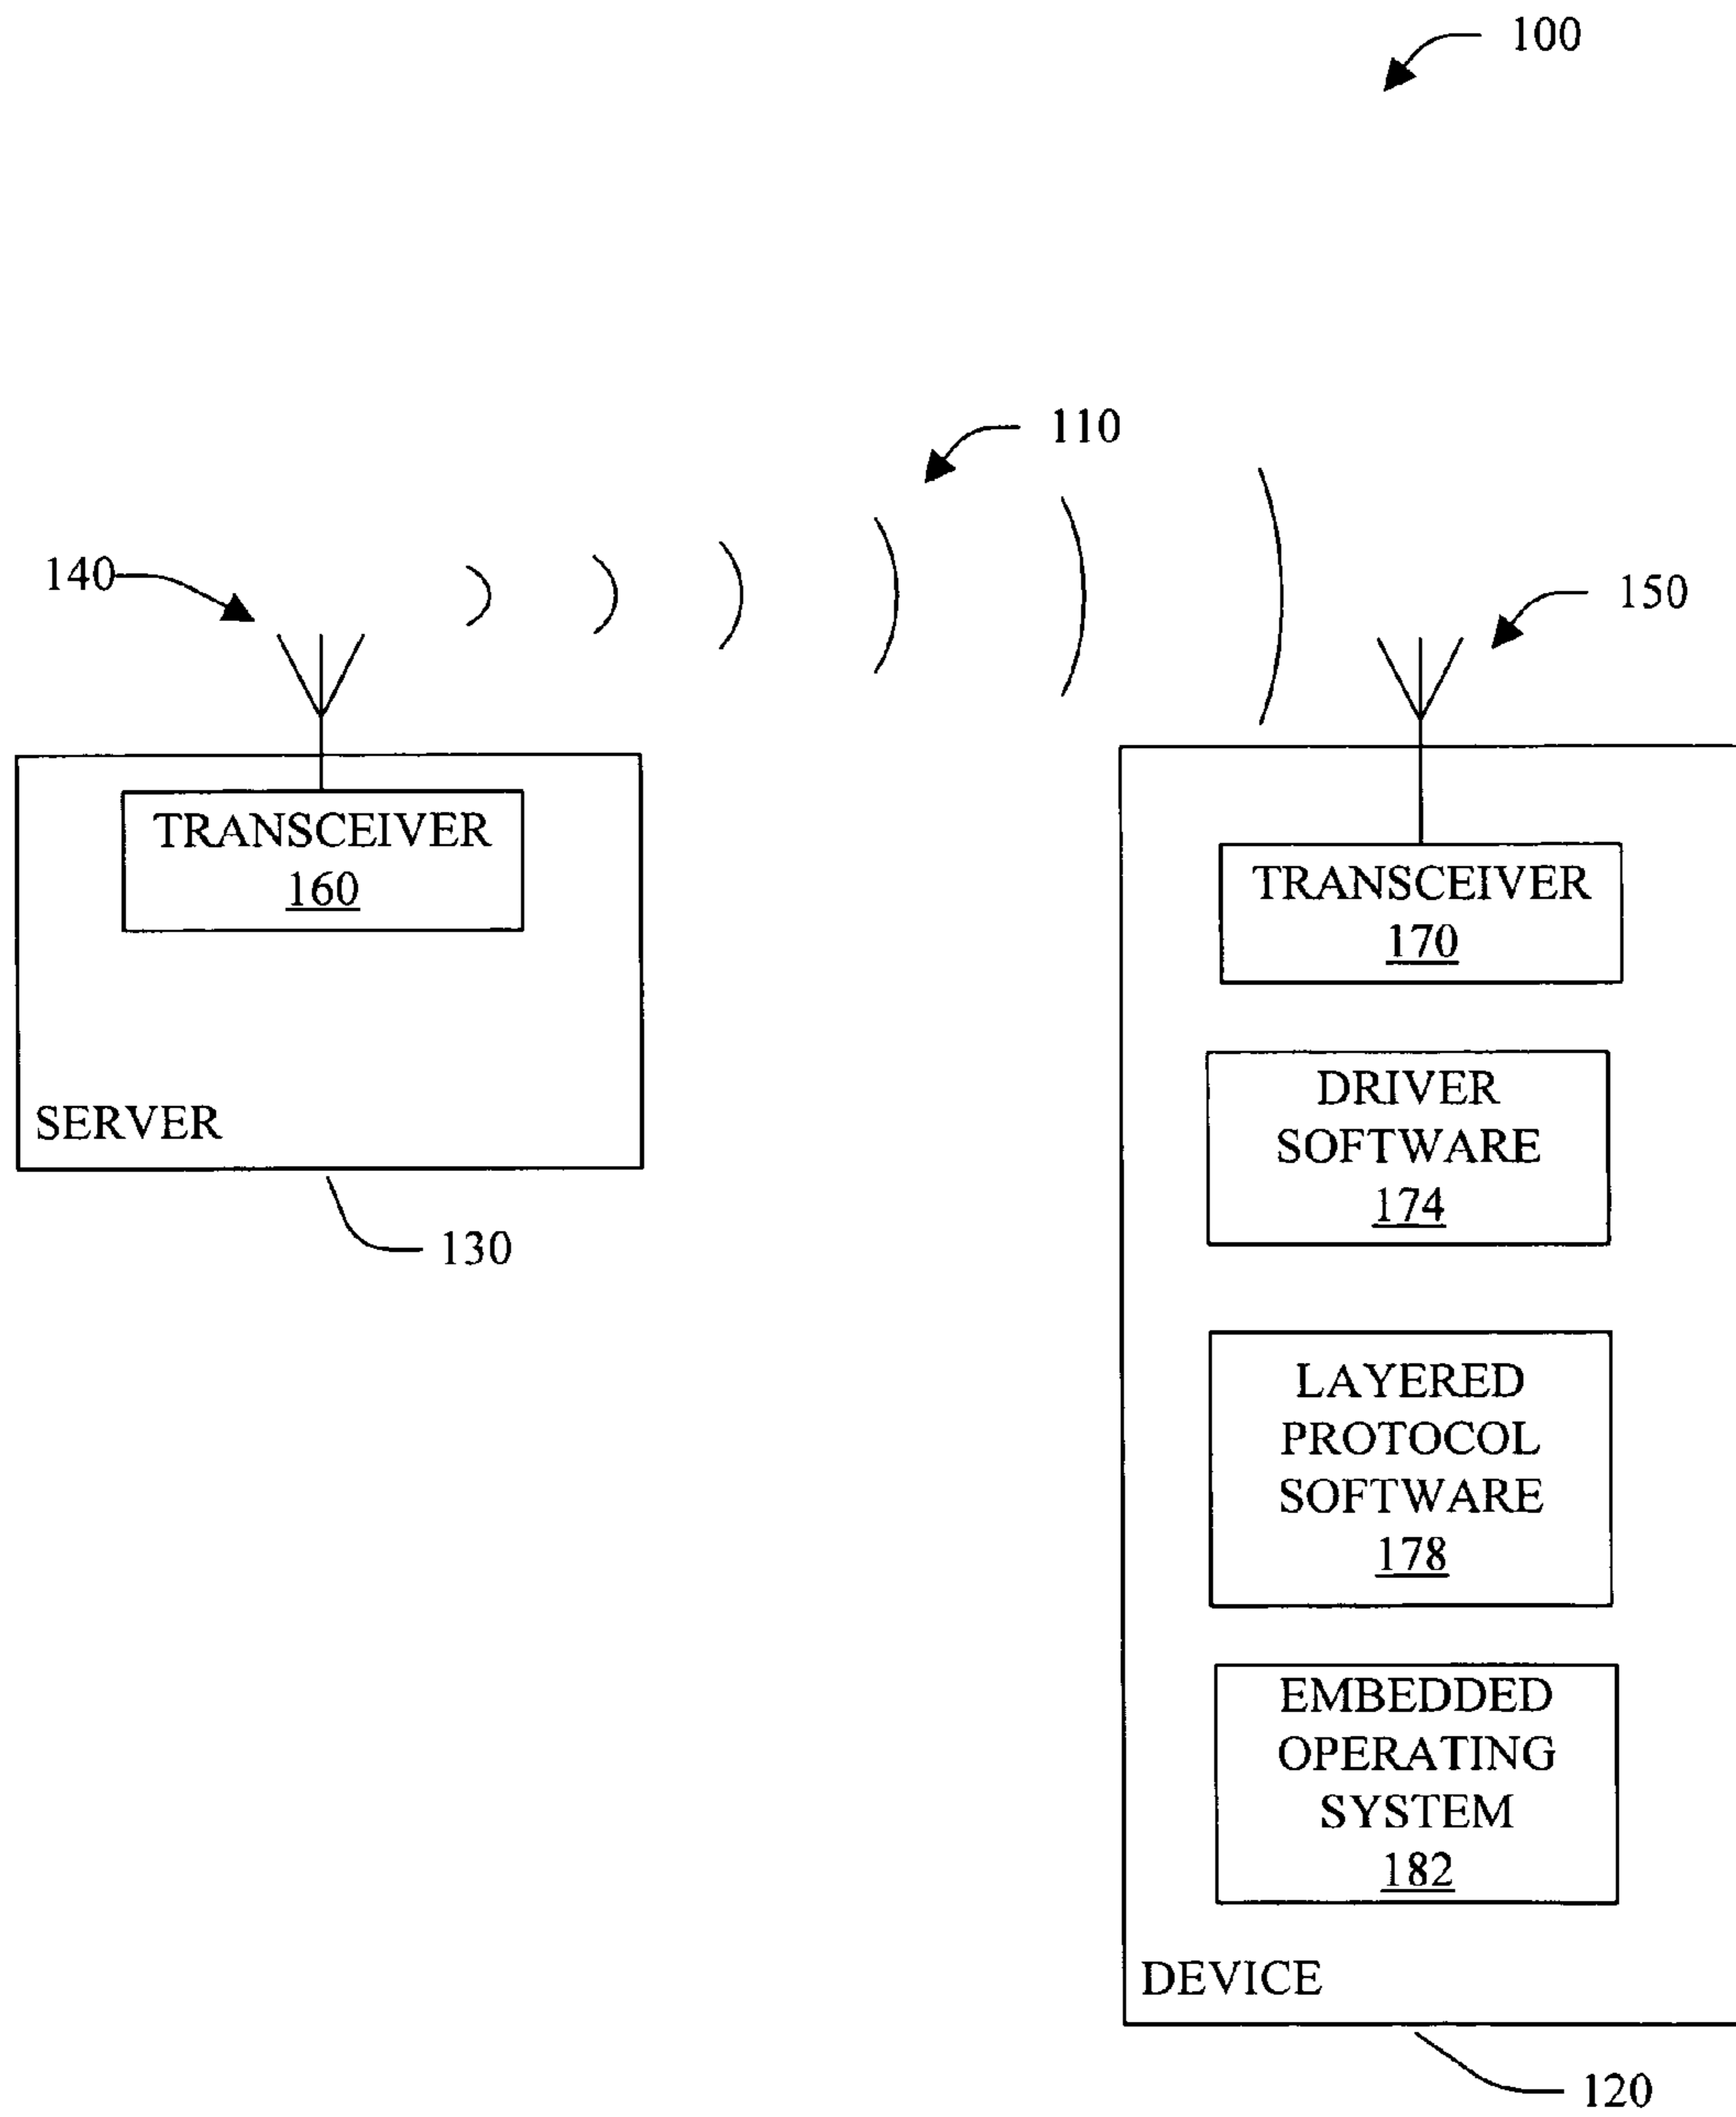 100
110
140
150
TRANSCEIVER
160
SERVER
130
TRANSCEIVER
170
DRIVER
SOFTWARE
174
LAYERED
PROTOCOL
SOFTWARE
178
EMBEDDED
OPERATING
SYSTEM
182
DEVICE
120